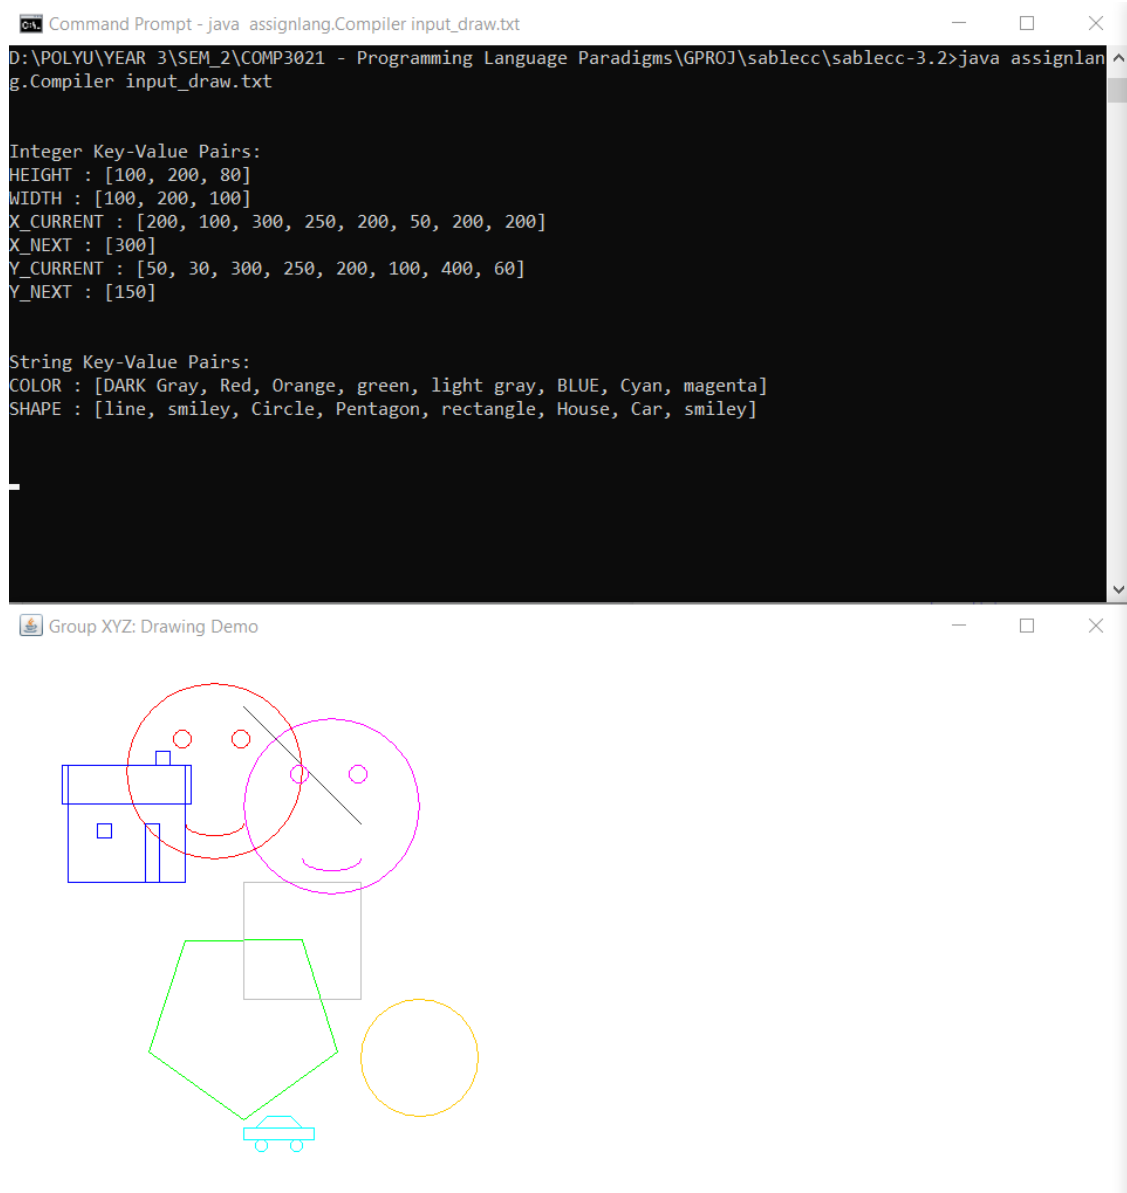 Command Prompt - java  assignlang.Compiler input_draw.txt
D:\POLYU\YEAR 3\SEM_2\COMP3021 - Programming Language Paradigms\GPROJ\sablecc\sablecc-3.2>java assignlan
g.Compiler input_draw.txt
Integer Key-Value Pairs:
HEIGHT : [100, 200, 80]
WIDTH : [100, 200, 100]
X_CURRENT : [200, 100, 300, 250, 200, 50, 200, 200]
X_NEXT : [300]
Y_CURRENT : [50, 30, 300, 250, 200, 100, 400, 60]
Y_NEXT : [150]
String Key-Value Pairs:
COLOR : [DARK Gray, Red, Orange, green, light gray, BLUE, Cyan, magenta]
SHAPE : [line, smiley, Circle, Pentagon, rectangle, House, Car, smiley]
Group XYZ: Drawing Demo